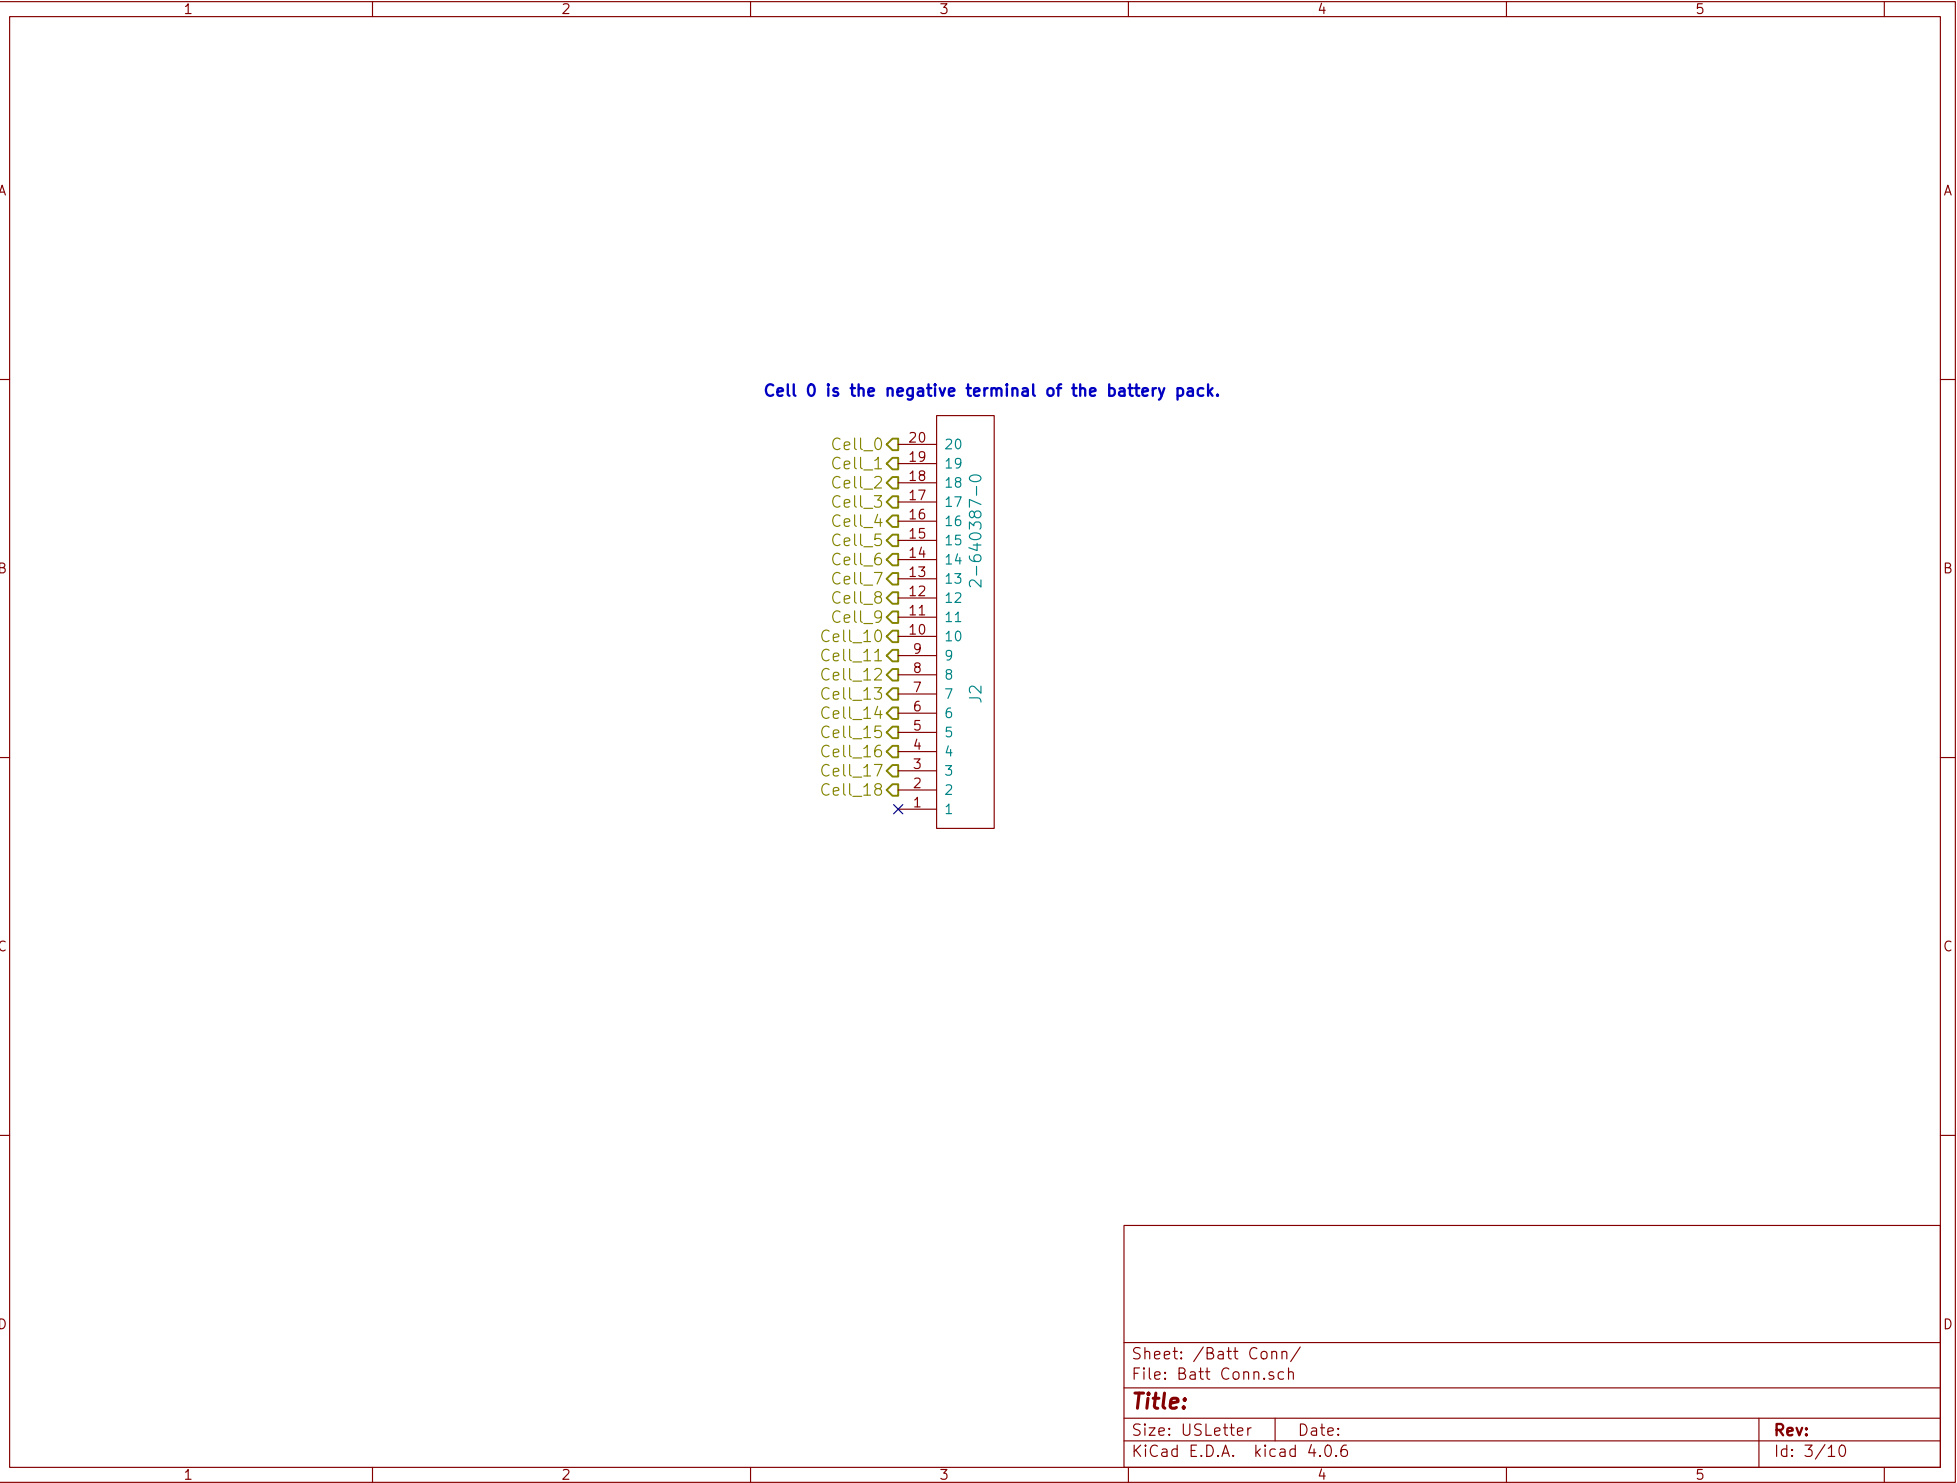 1 2 3 4 5
A A
Cell 0 is the negative terminal of the battery pack.
Cell_0 20 20
Cell_1 19 19
Cell_2 18 18
Cell_3 17 17
Cell_4 16 16
Cell_5 15 15
Cell_6 14 14
Cell_7 13 13
Cell_8 12 12
Cell_9 11 11
Cell_10 10 10
Cell_11 9 9
Cell_12 8 8
Cell_13 7 7
Cell_14 6 6
Cell_15 5 5
Cell_16 4 4
Cell_17 3 3
Cell_18 2 2
1 1
2-640387-0
J2
B B
C C
D D
Sheet: /Batt Conn/
File: Batt Conn.sch
Title:
Size: USLetter Date: Rev:
KiCad E.D.A. kicad 4.0.6 Id: 3/10
1 2 3 4 5